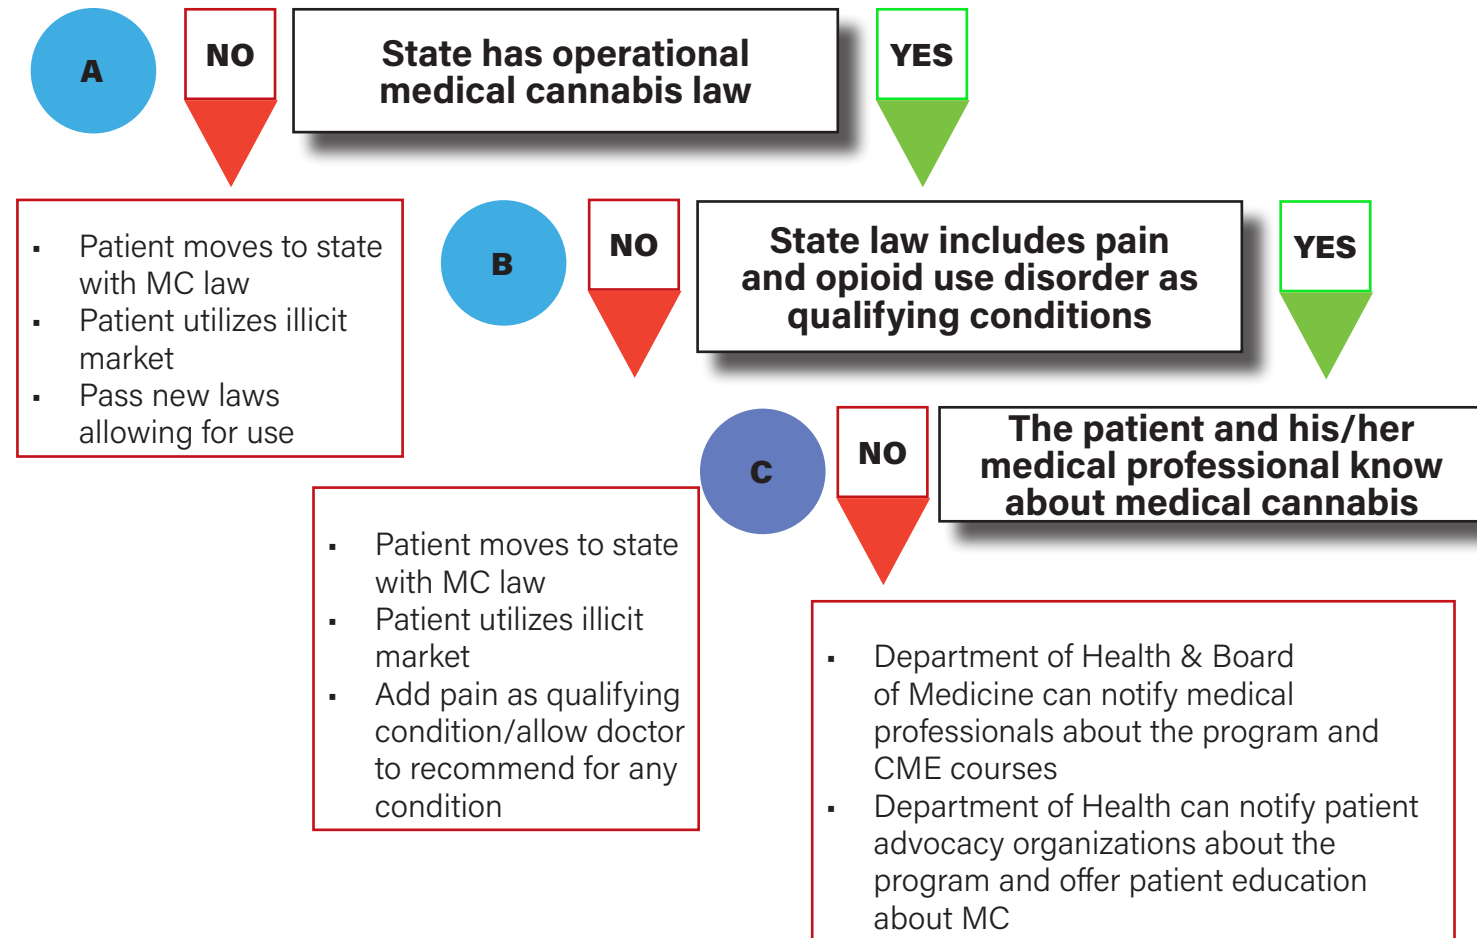 A
NO
State has operational
medical cannabis law
YES
▪ Patient moves to state
with MC law
▪ Patient utilizes illicit
market
▪ Pass new laws
allowing for use
B
NO
State law includes pain
and opioid use disorder as
qualifying conditions
YES
▪ Patient moves to state
with MC law
▪ Patient utilizes illicit
market
▪ Add pain as qualifying
condition/allow doctor
to recommend for any
condition
C
NO
The patient and his/her
medical professional know
about medical cannabis
▪ Department of Health & Board
of Medicine can notify medical
professionals about the program and
CME courses
▪ Department of Health can notify patient
advocacy organizations about the
program and offer patient education
about MC